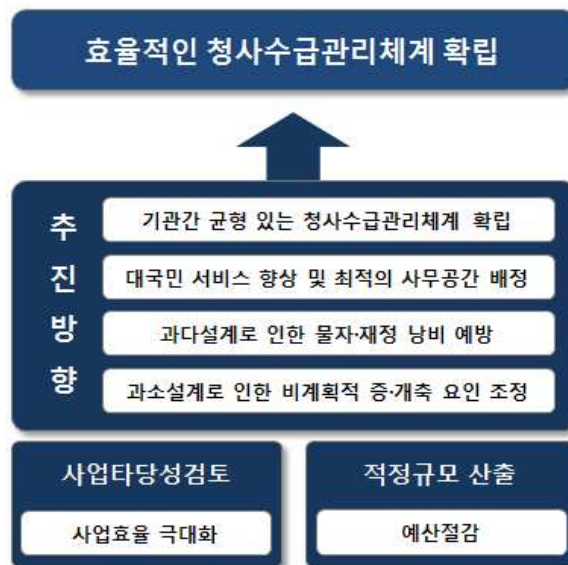 효율적인 청사수급관리체계 확립
추진방향
기관간 균형 있는 청사수급관리체계 확립
대국민 서비스 향상 및 최적의 사무공간 배정
과다설계로 인한 물자·재정 낭비 예방
과소설계로 인한 비계획적 증·개축 요인 조정
사업타당성검토
사업효율 극대화
적정규모 산출
예산절감